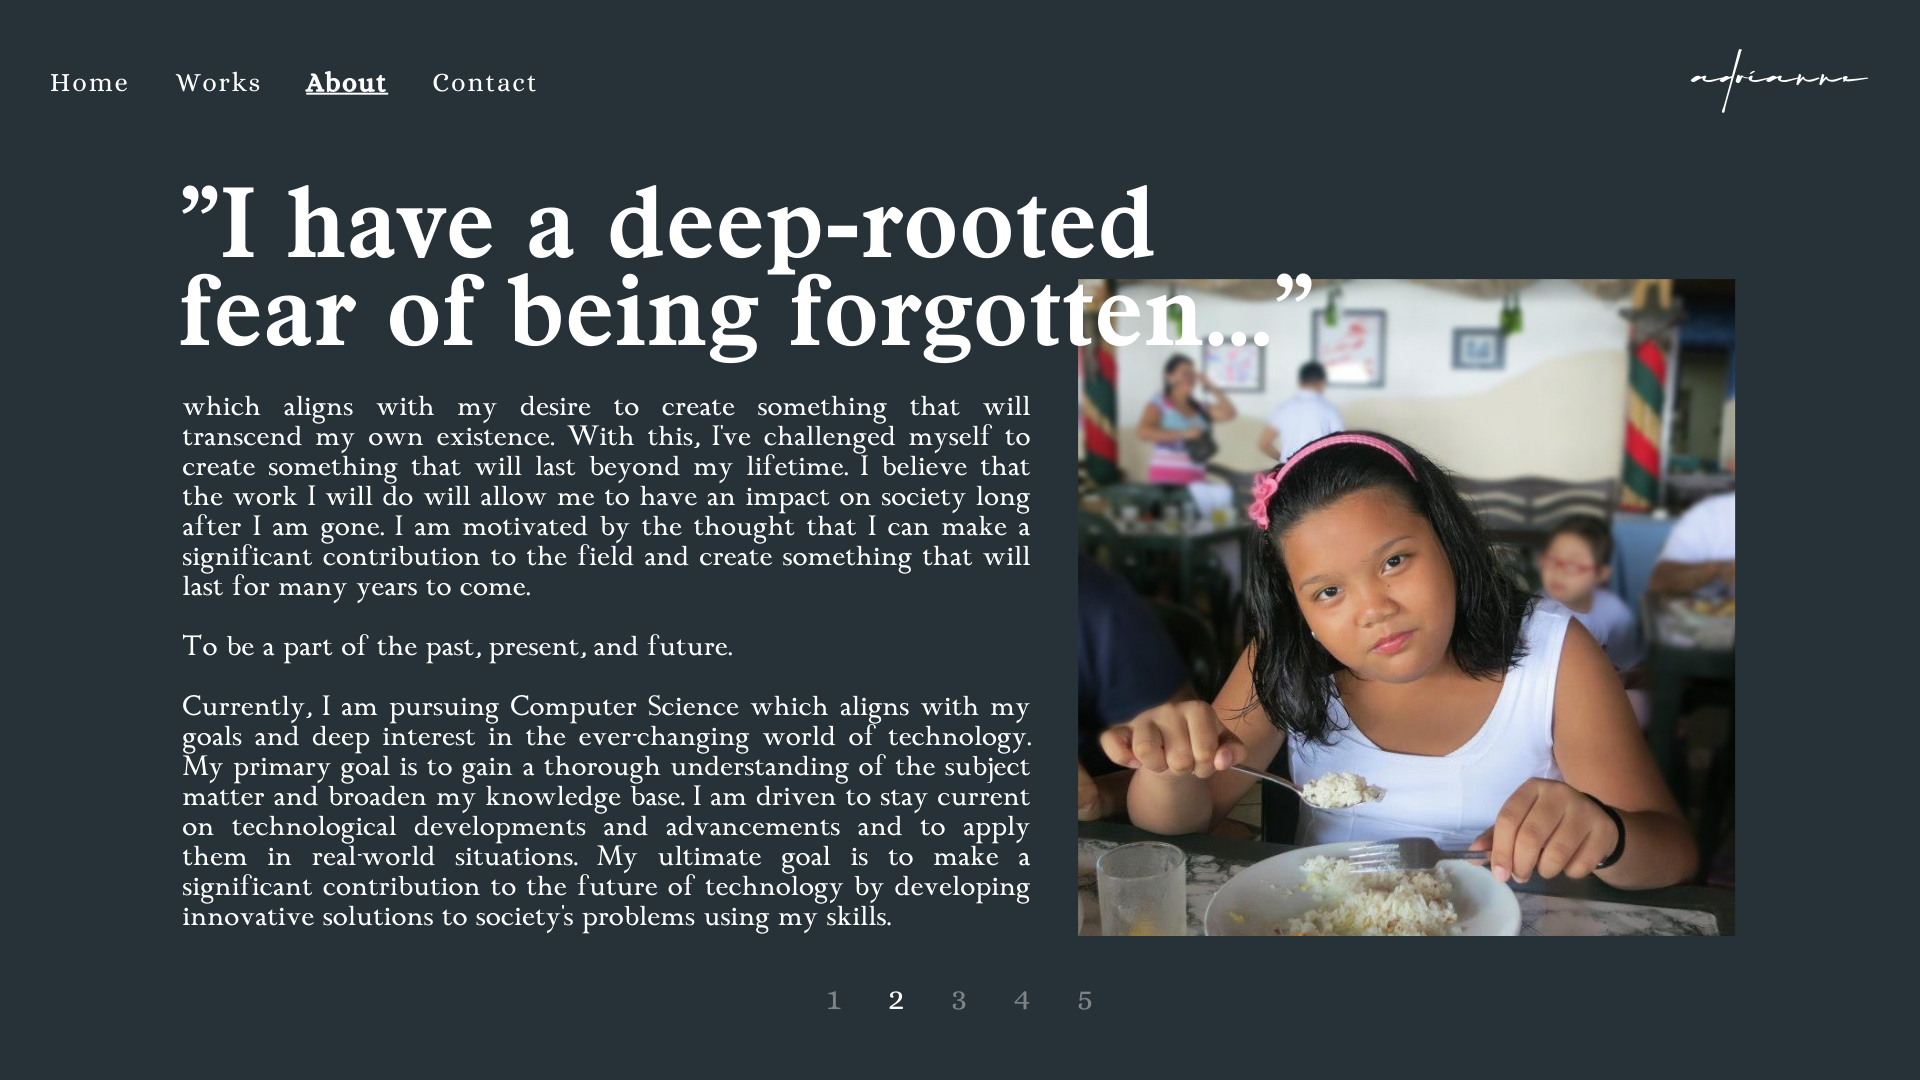 Home Works About Contact
adrianne
”I have a deep-rooted
fear of being forgotten...”
which aligns with my desire to create something that will
transcend my own existence. With this, I've challenged myself to
create something that will last beyond my lifetime. I believe that
the work I will do will allow me to have an impact on society long
after I am gone. I am motivated by the thought that I can make a
significant contribution to the field and create something that will
last for many years to come.
To be a part of the past, present, and future.
Currently, I am pursuing Computer Science which aligns with my
goals and deep interest in the ever-changing world of technology.
My primary goal is to gain a thorough understanding of the subject
matter and broaden my knowledge base. I am driven to stay current
on technological developments and advancements and to apply
them in real-world situations. My ultimate goal is to make a
significant contribution to the future of technology by developing
innovative solutions to society's problems using my skills.
1 2 3 4 5